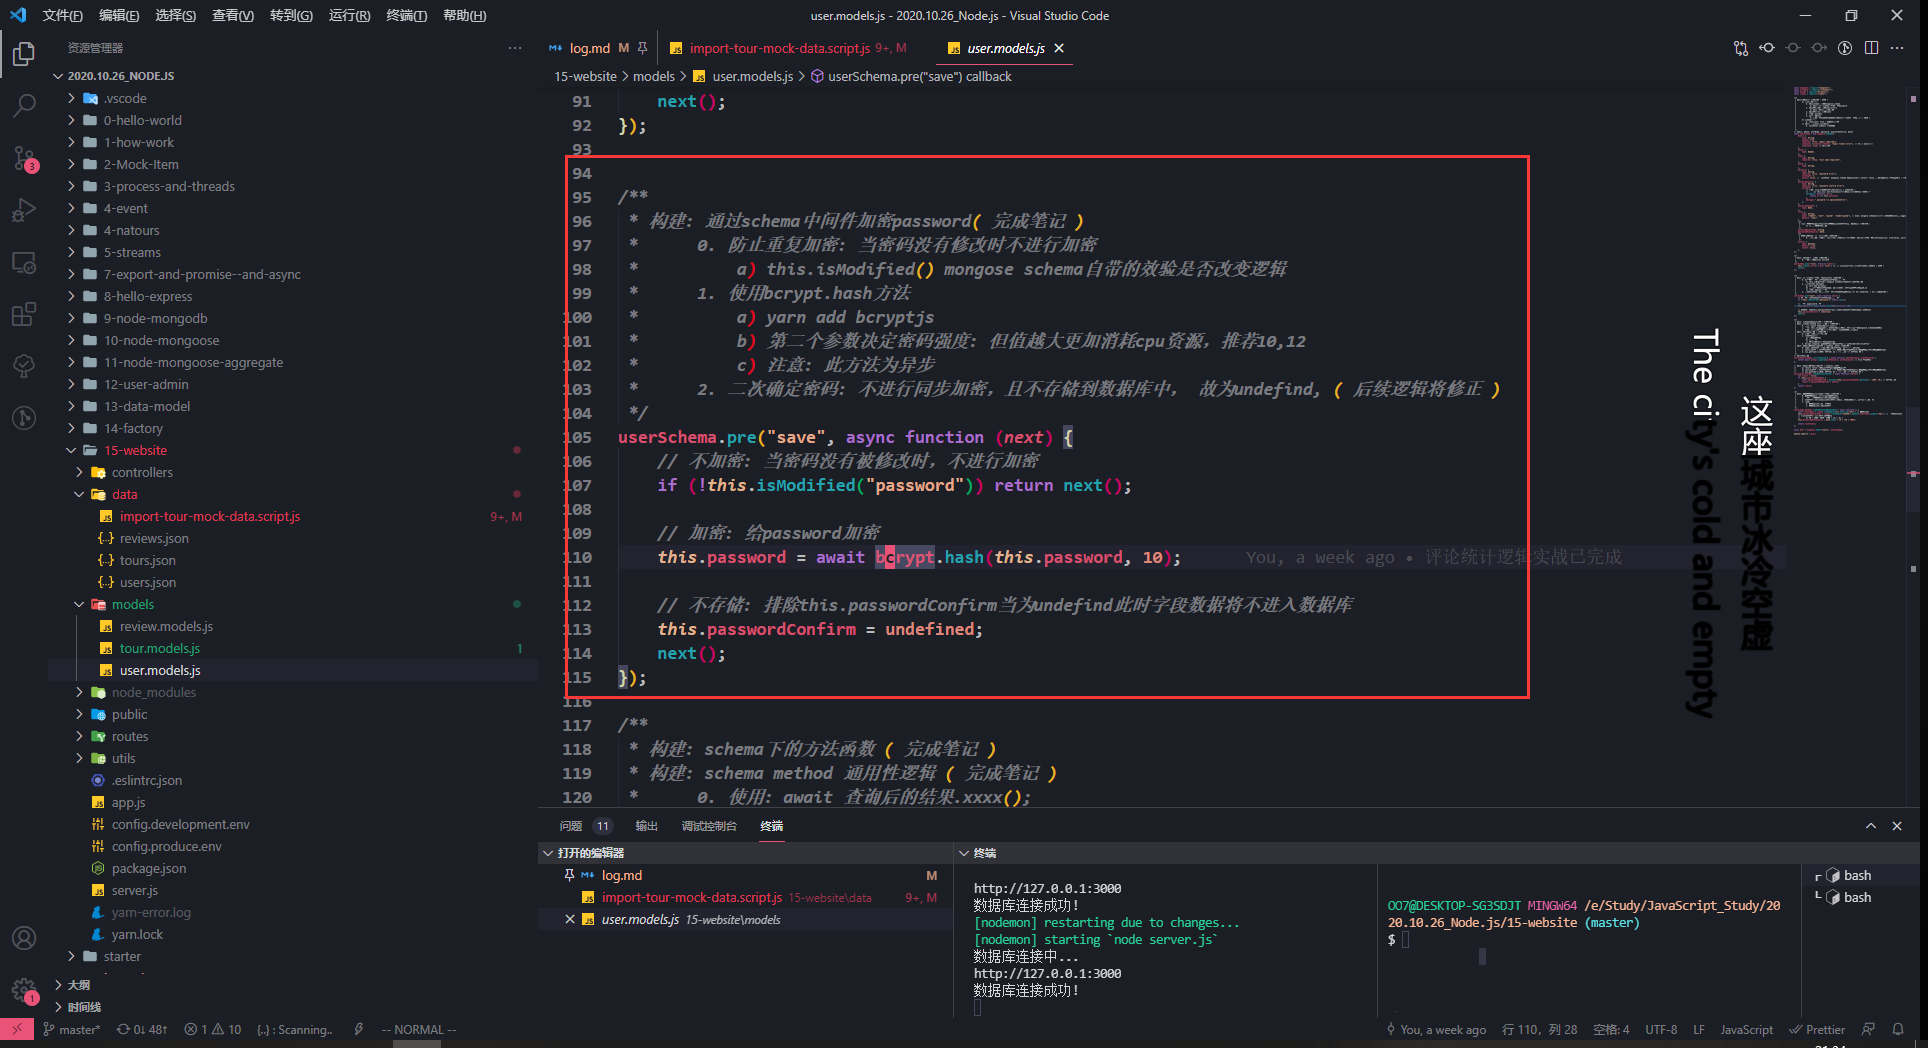 文件(F) 编辑(E) 选择(S) 查看(V) 转到(G) 运行(R) 终端(T) 帮助(H)
user.models.js - 2020.10.26_Node.js - Visual Studio Code
资源管理器
2020.10.26_NODE.JS
.vscode
0-hello-world
1-how-work
2-Mock-Item
3-process-and-threads
4-event
4-natours
5-streams
7-export-and-promise--and-async
8-hello-express
9-node-mongodb
10-node-mongoose
11-node-mongoose-aggregate
12-user-admin
13-data-model
14-factory
15-website
controllers
data
import-tour-mock-data.script.js 9+, M
reviews.json
tours.json
users.json
models
review.models.js
tour.models.js 1
user.models.js
node_modules
public
routes
utils
.eslintrc.json
app.js
config.development.env
config.produce.env
package.json
server.js
yarn-error.log
yarn.lock
starter
大纲
时间线
3
1
log.md M
import-tour-mock-data.script.js 9+, M
user.models.js
15-website > models > user.models.js > userSchema.pre("save") callback
91 next();
92 });
93
94
95 /**
96 * 构建: 通过schema中间件加密password( 完成笔记 )
97 * 0. 防止重复加密: 当密码没有修改时不进行加密
98 * a) this.isModified() mongose schema自带的效验是否改变逻辑
99 * 1. 使用bcrypt.hash方法
100 * a) yarn add bcryptjs
101 * b) 第二个参数决定密码强度: 但值越大更加消耗cpu资源, 推荐10,12
102 * c) 注意: 此方法为异步
103 * 2. 二次确定密码: 不进行同步加密, 且不存储到数据库中, 故为undefind, ( 后续逻辑将修正 )
104 */
105 userSchema.pre("save", async function (next) {
106 // 不加密: 当密码没有被修改时, 不进行加密
107 if (!this.isModified("password")) return next();
108
109 // 加密: 给password加密
110 this.password = await bcrypt.hash(this.password, 10); You, a week ago • 评论统计逻辑实战已完成
111
112 // 不存储: 排除this.passwordConfirm当为undefind此时字段数据将不进入数据库
113 this.passwordConfirm = undefined;
114 next();
115 });
116
117 /**
118 * 构建: schema下的方法函数 ( 完成笔记 )
119 * 构建: schema method 通用性逻辑 ( 完成笔记 )
120 * 0. 使用: await 查询后的结果.xxxx();
这座城市冰冷空虚
The city's cold and empty
问题 11 输出 调试控制台 终端
打开的编辑器
log.md M
import-tour-mock-data.script.js 15-website\data 9+, M
user.models.js 15-website\models
终端
http://127.0.0.1:3000
数据库连接成功!
[nodemon] restarting due to changes...
[nodemon] starting `node server.js`
数据库连接中...
http://127.0.0.1:3000
数据库连接成功!
OO7@DESKTOP-SG3SDJT MINGW64 /e/Study/JavaScript_Study/20
20.10.26_Node.js/15-website (master)
$
bash
bash
master* 0↓ 48↑ 1 10 {..} : Scanning.. -- NORMAL --
You, a week ago 行 110, 列 28 空格: 4 UTF-8 LF JavaScript Prettier